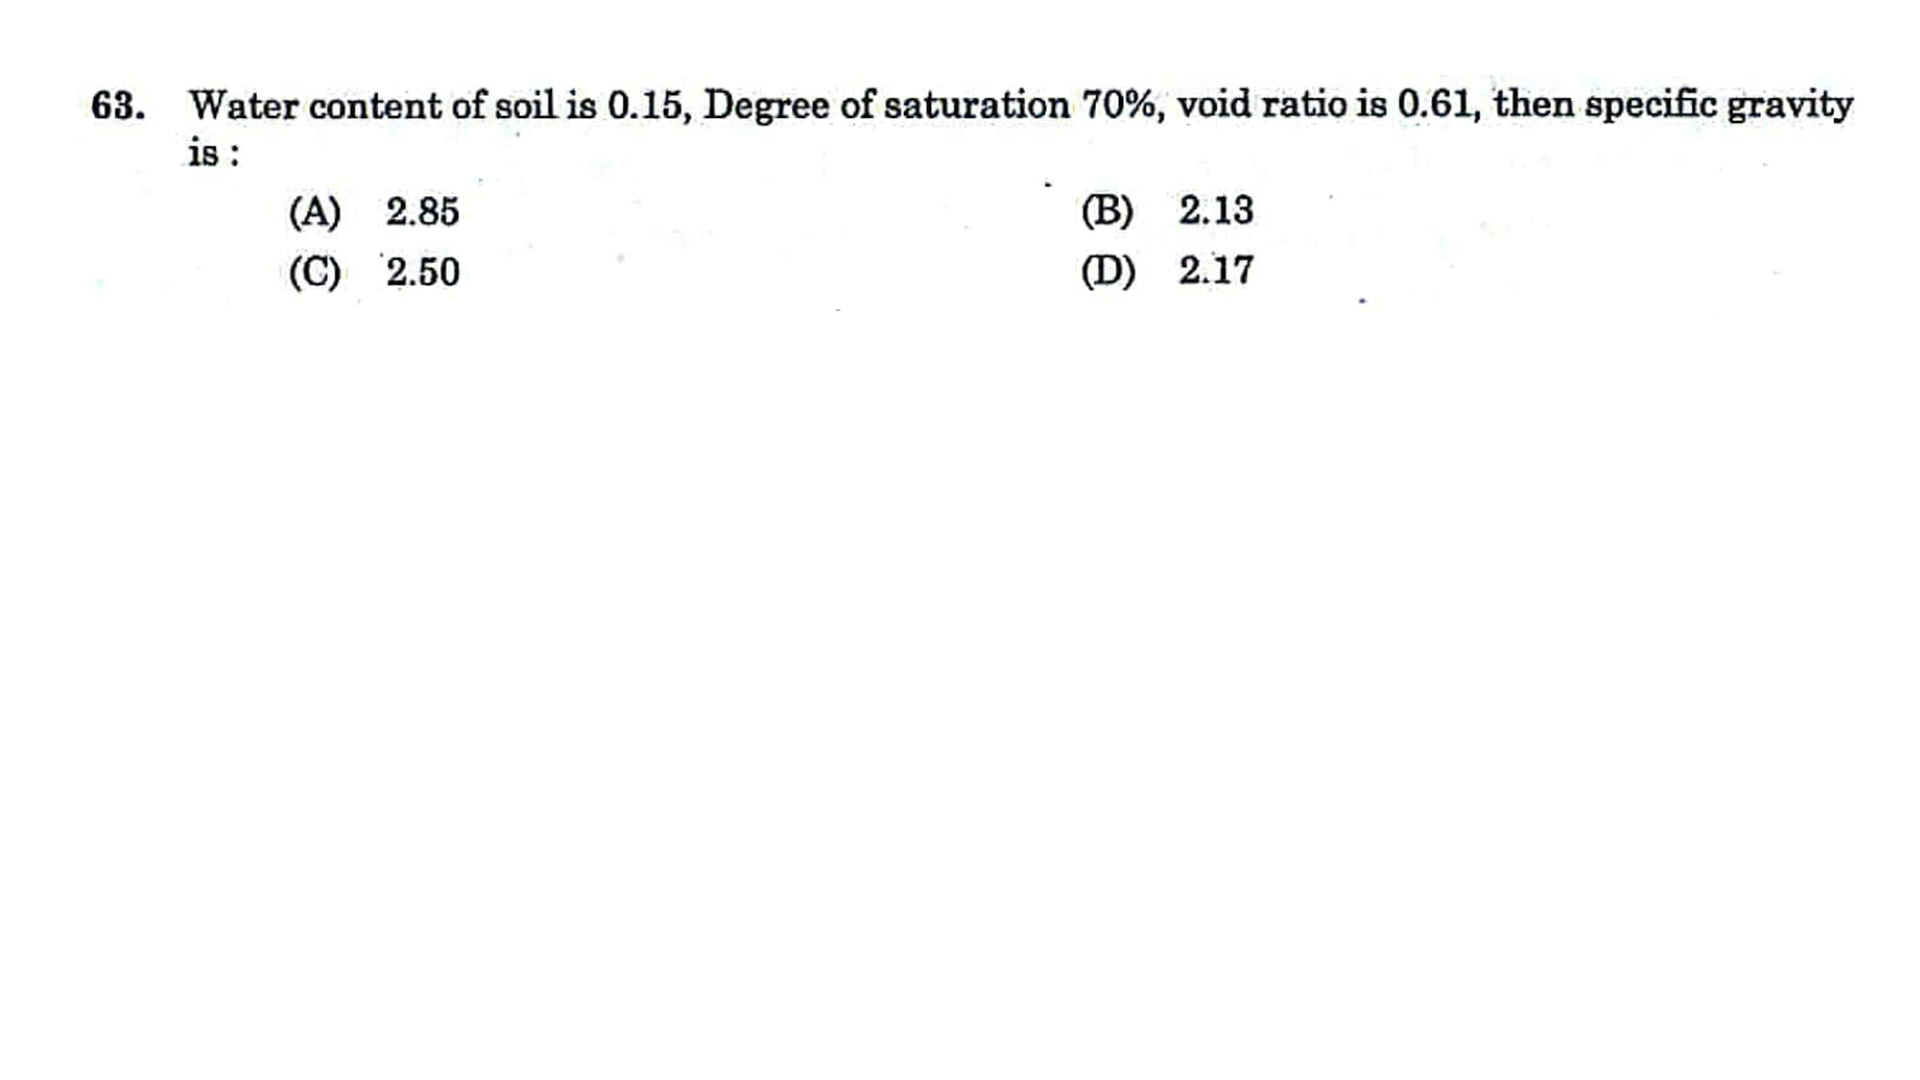 63. Water content of soil is 0.15, Degree of saturation 70%, void ratio is 0.61, then specific gravity
is :
(A) 2.85 (B) 2.13
(C) 2.50 (D) 2.17